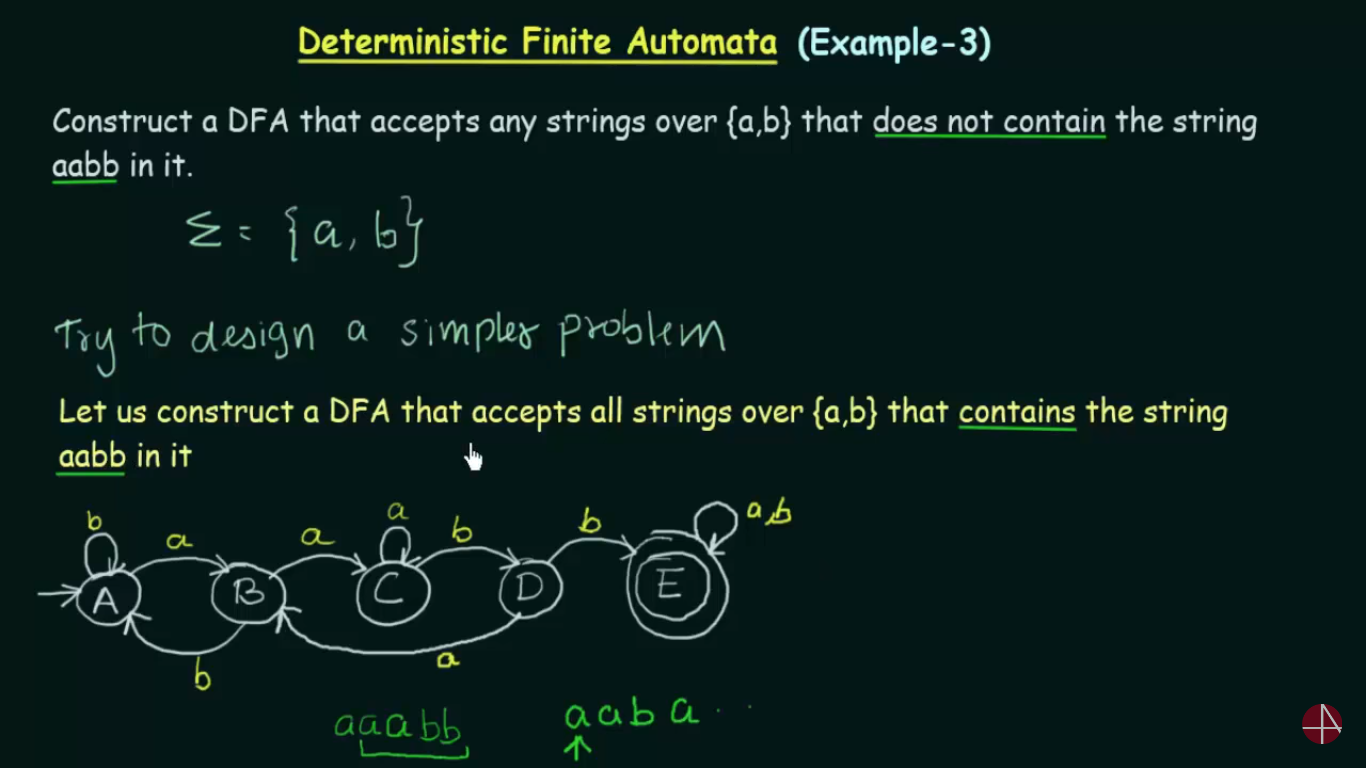 Deterministic Finite Automata (Example-3)
Construct a DFA that accepts any strings over {a,b} that does not contain the string
aabb in it.
Σ = {a, b}
Try to design a simpler problem
Let us construct a DFA that accepts all strings over {a,b} that contains the string
aabb in it
b a a a b b a,b
A B C D E
b a
aaabb aaba...